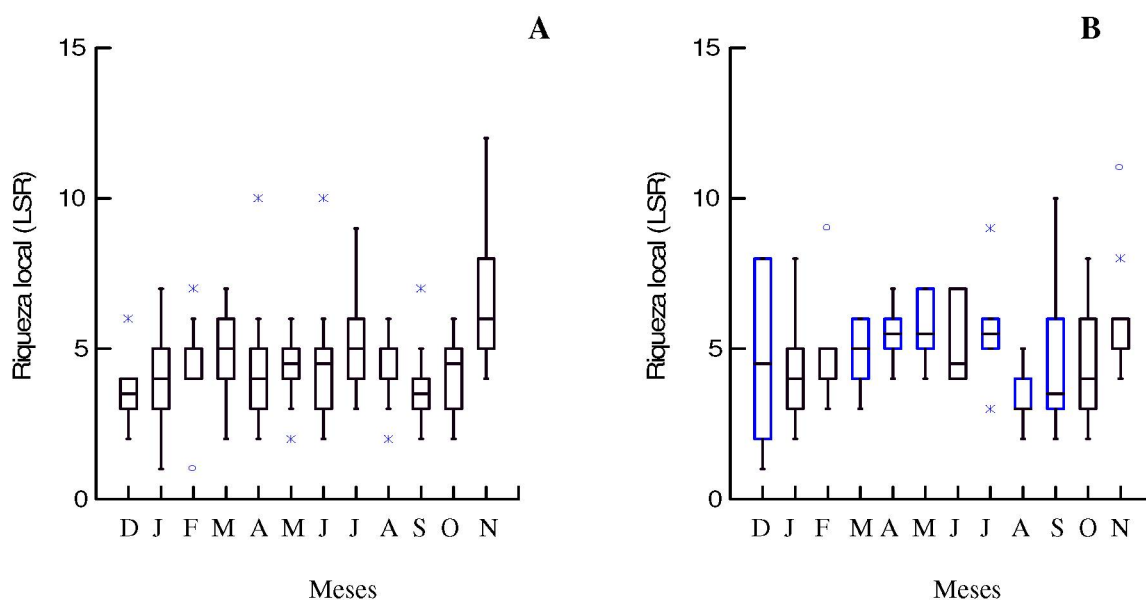 A
15
10
5
0
Riqueza local (LSR)
D J F M A M J J A S O N
Meses
B
15
10
5
0
Riqueza local (LSR)
D J F M A M J J A S O N
Meses